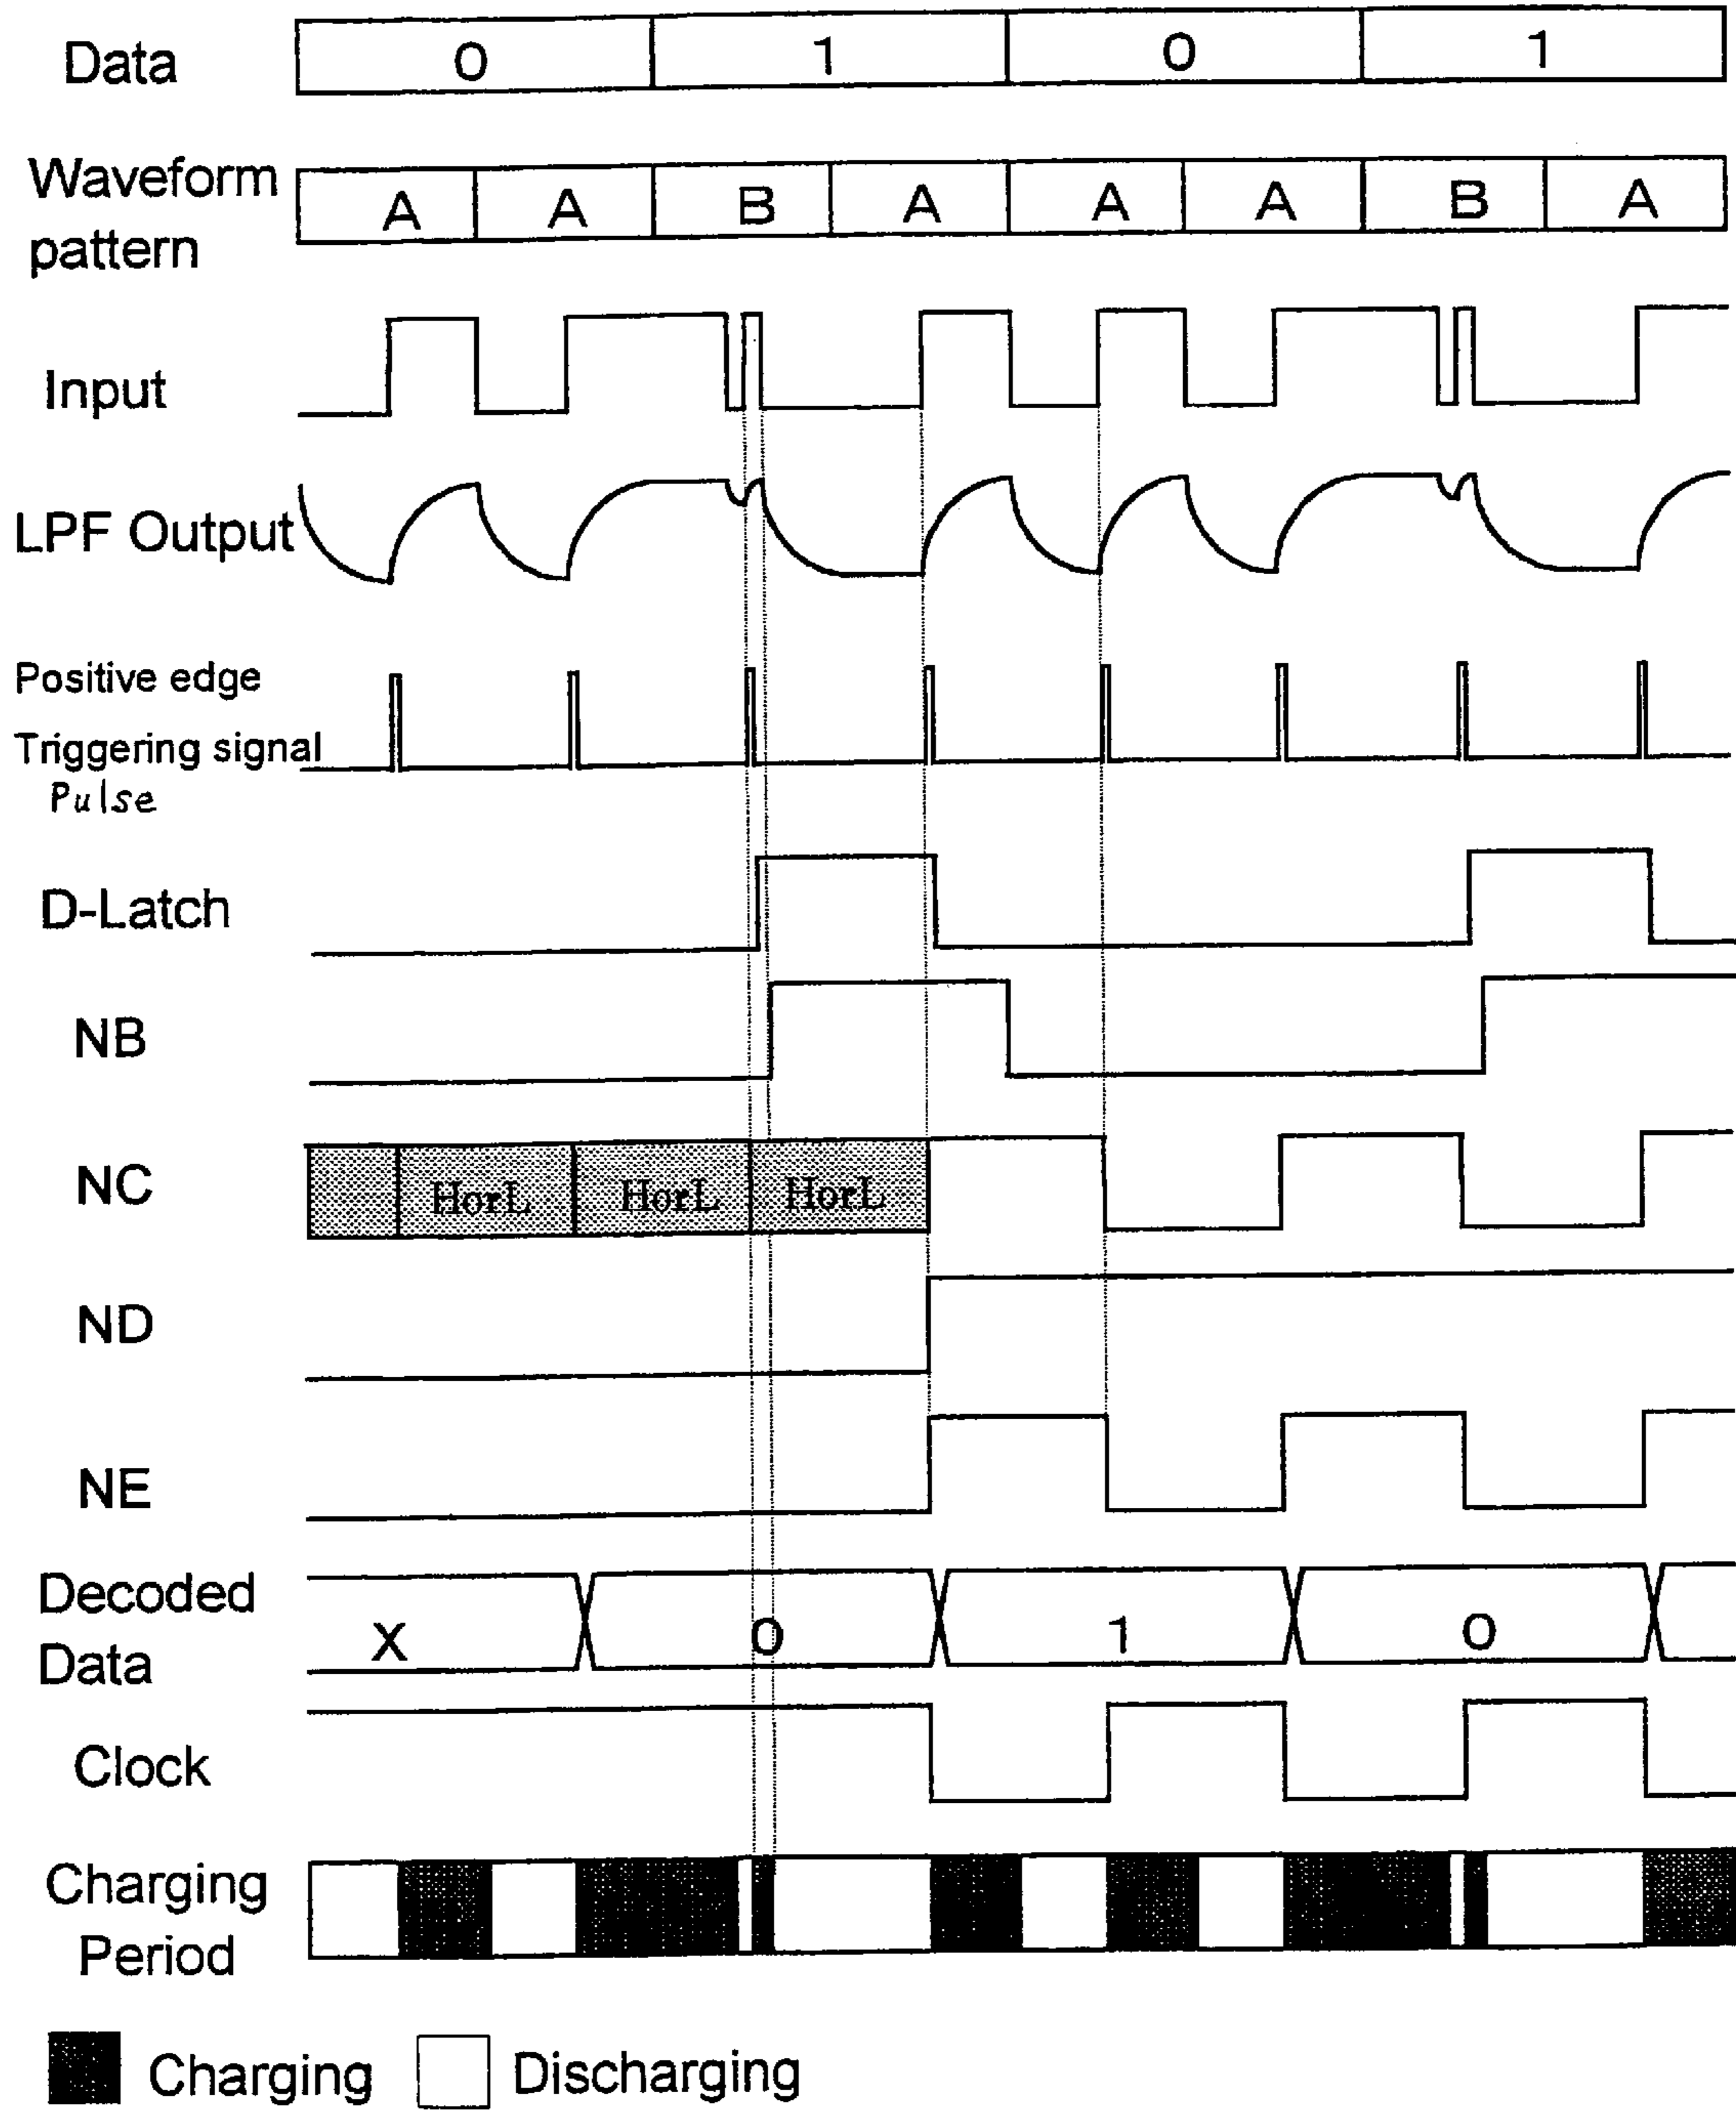 Data 0 1 0 1
Waveform
pattern
A A B A A A B A
Input
LPF Output
Positive edge
Triggering signal
Pulse
D-Latch
NB
NC HorL HorL HorL
ND
NE
Decoded
Data
X 0 1 0
Clock
Charging
Period
Charging Discharging